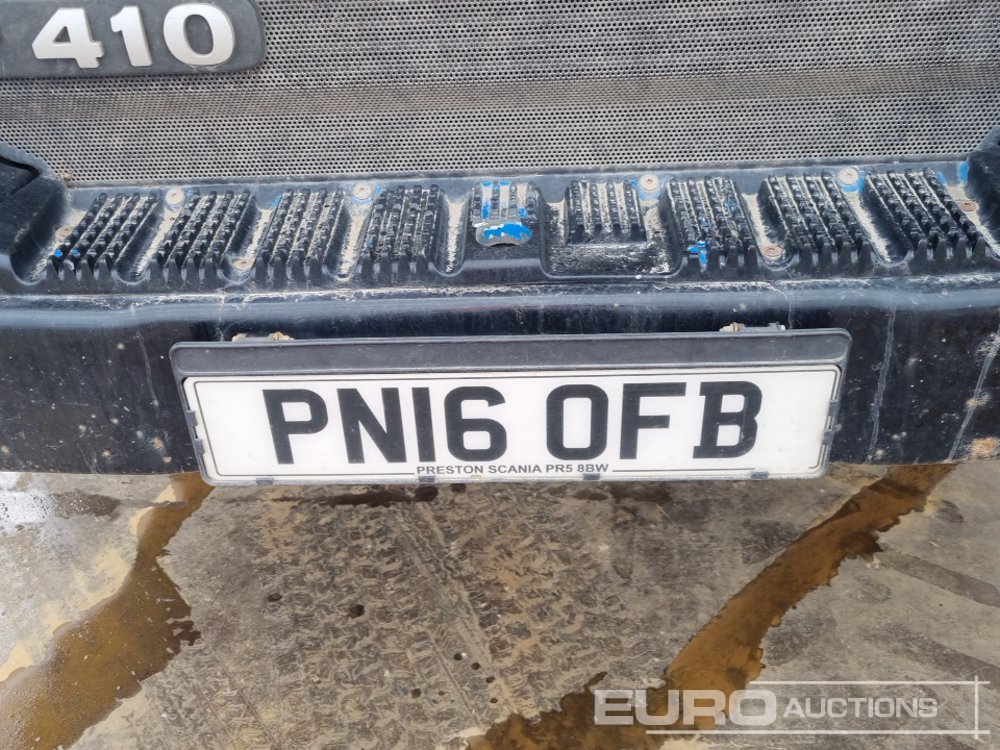 410
PN16 OFB
PRESTON SCANIA PR5 8BW
EURO AUCTIONS